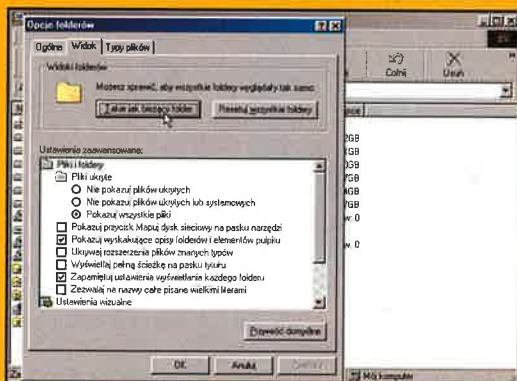 Opcje folderów
Ogólne Widok Typy plików
Widoki folderów
Możesz sprawić, aby wszystkie foldery wyglądały tak samo.
Takie jak bieżący folder Resetuj wszystkie foldery
Ustawienia zaawansowane:
Pliki i foldery
Pliki ukryte
Nie pokazuj plików ukrytych
Nie pokazuj plików ukrytych lub systemowych
Pokazuj wszystkie pliki
Pokazuj przycisk Mapuj dysk sieciowy na pasku narzędzi
Pokazuj wyskakujące opisy folderów i elementów pulpitu
Ukrywaj rozszerzenia plików znanych typów
Wyświetlaj pełną ścieżkę na pasku tytułu
Zapamiętuj ustawienia wyświetlania każdego folderu
Zezwalaj na nazwy całe pisane wielkimi literami
Ustawienia wizualne
Przywróć domyślne
OK Anuluj
Cofnij Usuń
Mój komputer